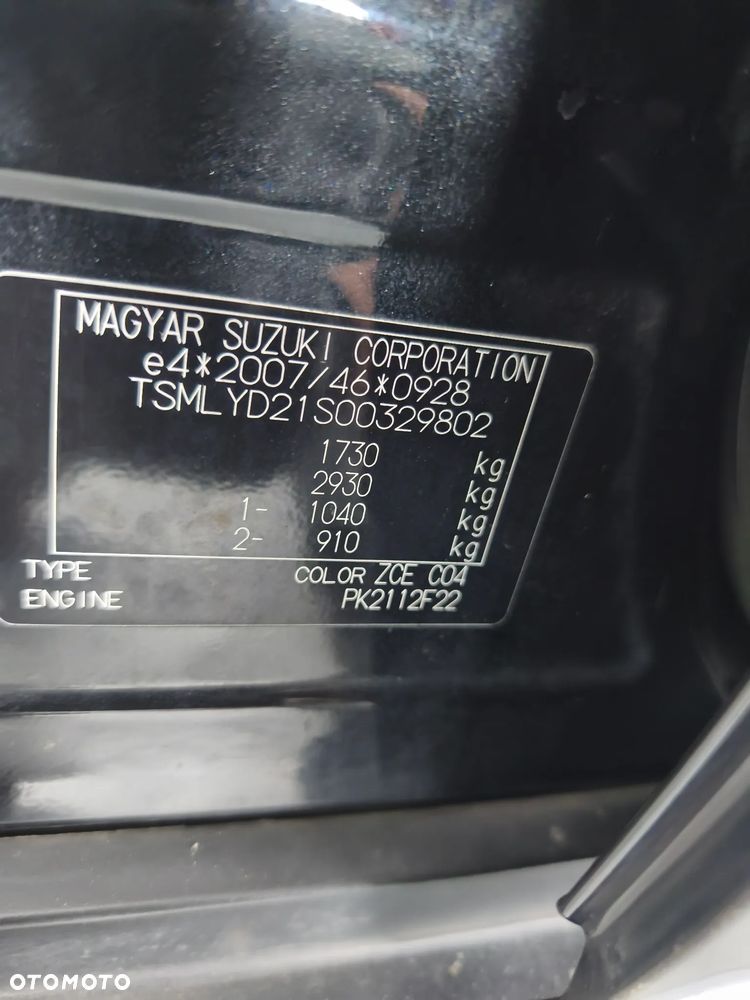 MAGYAR SUZUKI CORPORATION
e4*2007/46*0928
TSMLYD21S00329802
1730 kg
2930 kg
1- 1040 kg
2- 910 kg
TYPE COLOR ZCE C04
ENGINE PK2112F22
OTOMOTO